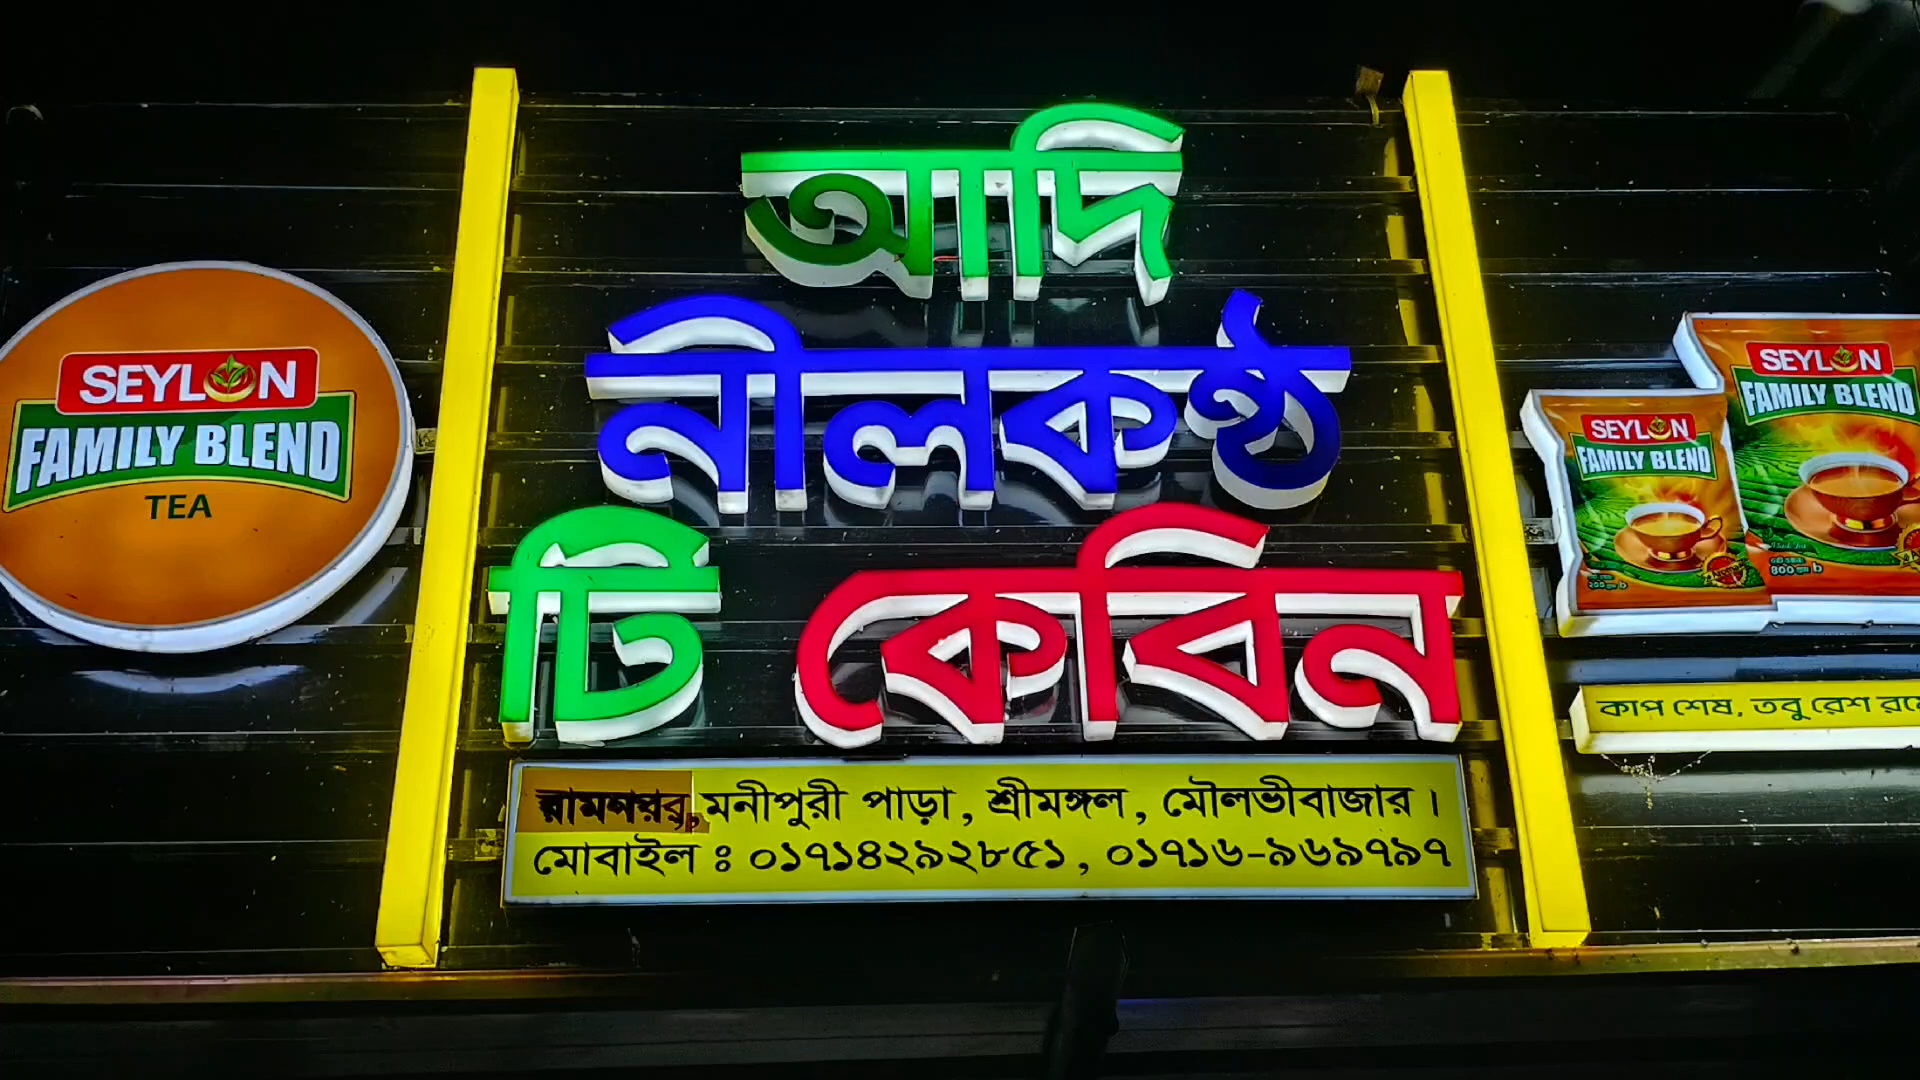 আদি
নীলকণ্ঠ
টি কেবিন
মনীপুরী পাড়া, শ্রীমঙ্গল, মৌলভীবাজার।
মোবাইল ঃ ০১৭১৪২৯২৮৫১, ০১৭১৬-৯৬৯৭৯৭
SEYLON
FAMILY BLEND
TEA
SEYLON
FAMILY BLEND
SEYLON
FAMILY BLEND
কাপ শেষ, তবু রেশ